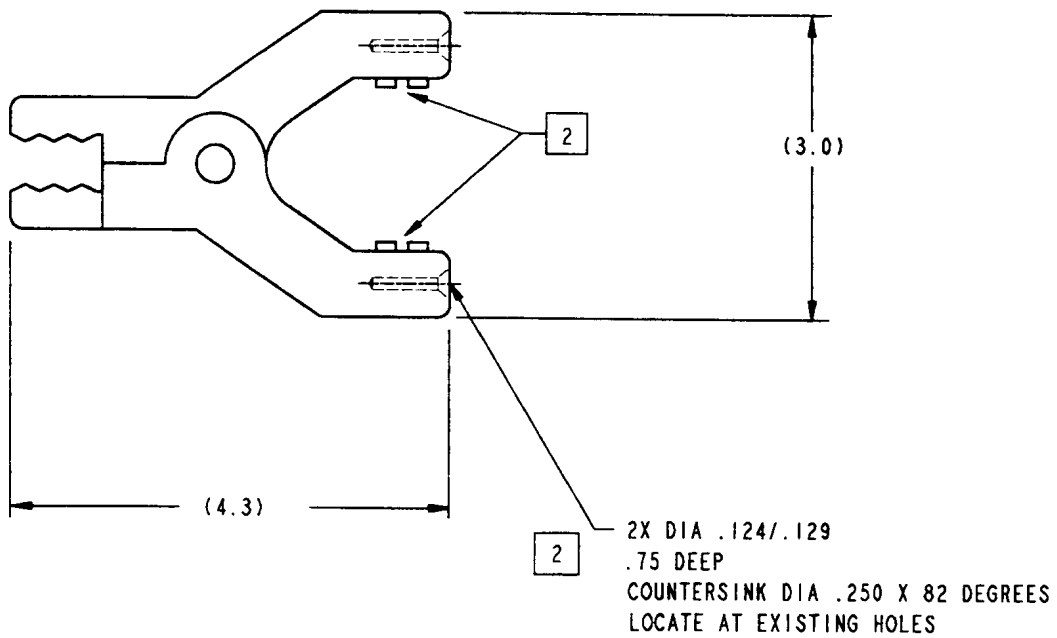 2
(3.0)
(4.3)
2
2X DIA .124/.129
.75 DEEP
COUNTERSINK DIA .250 X 82 DEGREES
LOCATE AT EXISTING HOLES